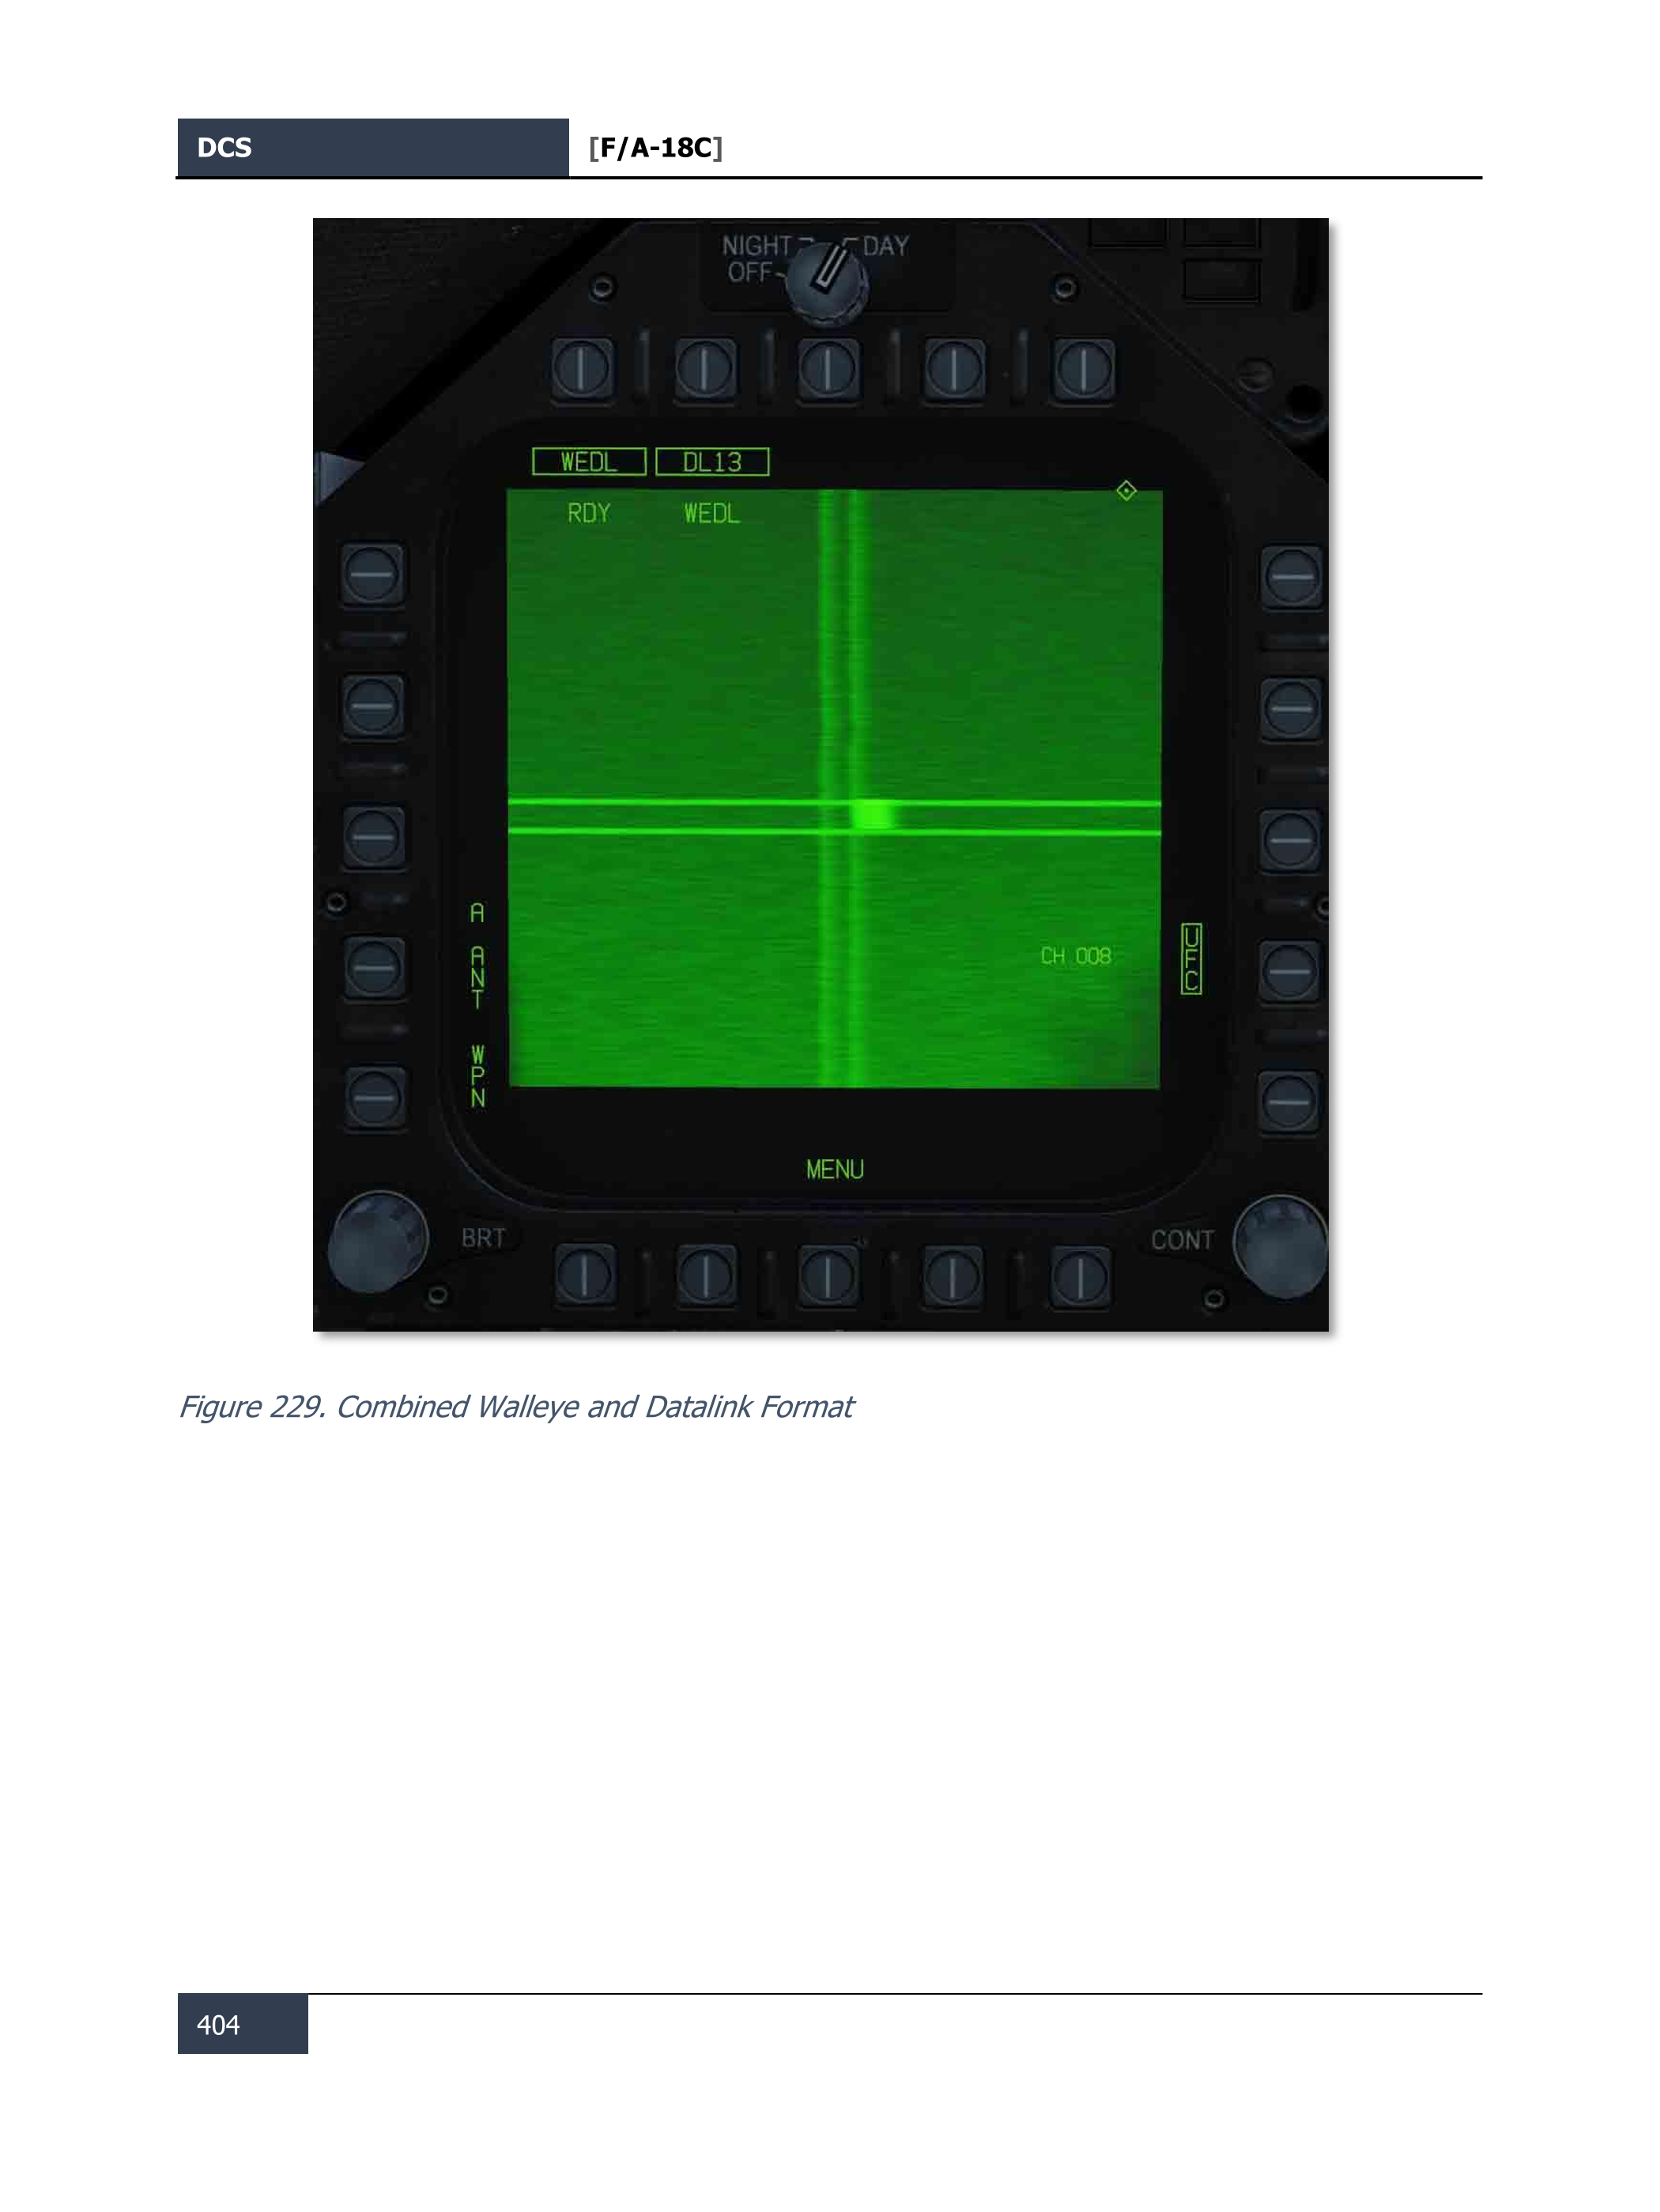 DCS [F/A-18C]
NIGHT DAY
OFF
WEDL DL13
RDY WEDL
A
ANT
CH 008
UFC
WPN
MENU
BRT CONT
Figure 229. Combined Walleye and Datalink Format
404